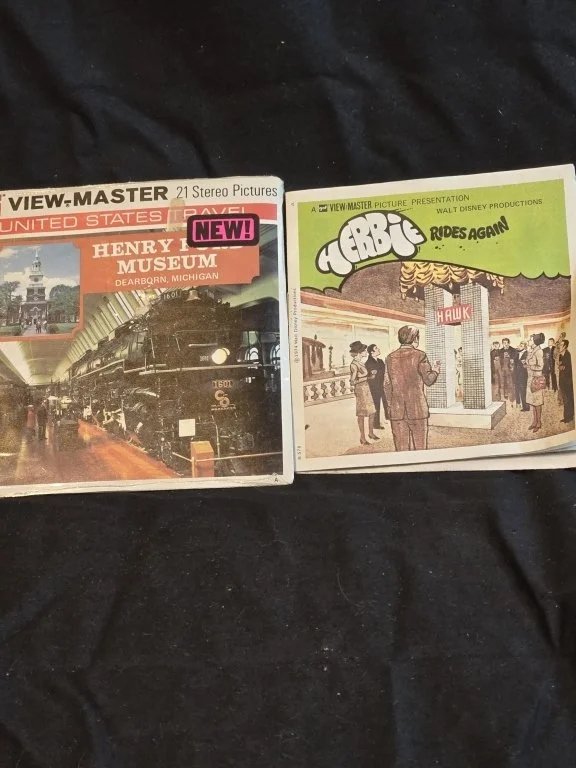 VIEW-MASTER 21 Stereo Pictures
UNITED STATES TRAVEL
NEW!
HENRY
MUSEUM
DEARBORN, MICHIGAN
1601
1601
C
O
A
A VIEW-MASTER PICTURE PRESENTATION
WALT DISNEY PRODUCTIONS
HERBIE RIDES AGAIN
HAWK